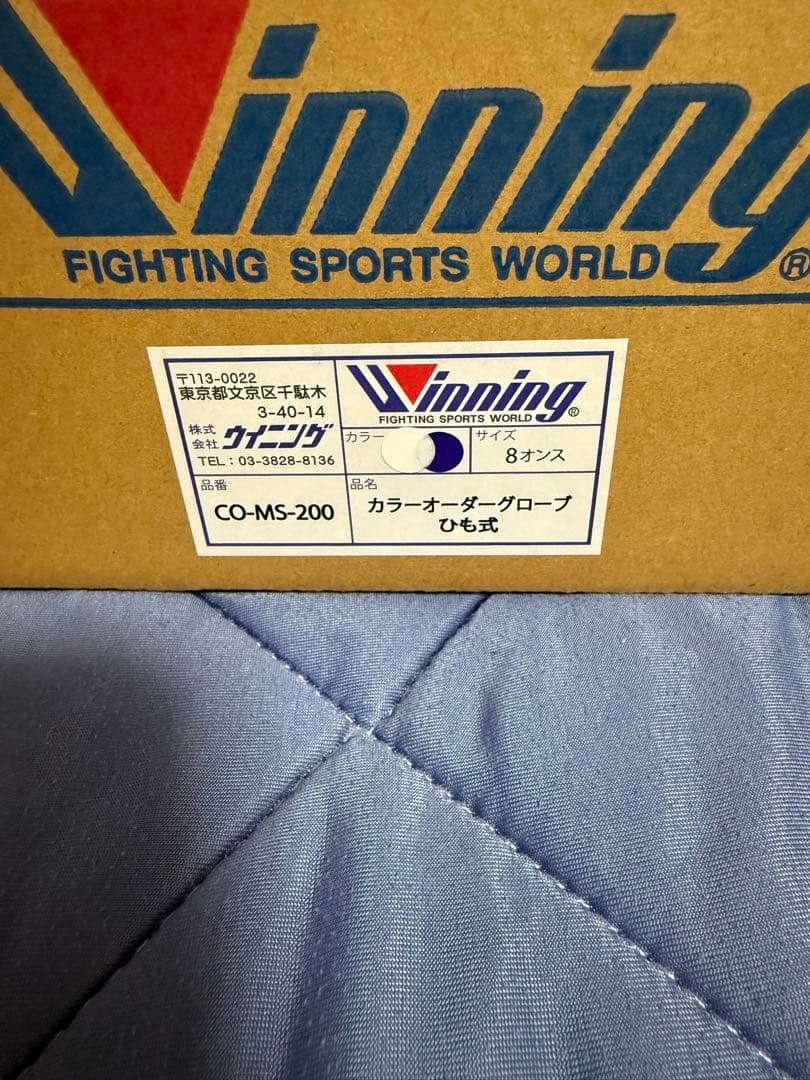 Winning
FIGHTING SPORTS WORLD ®
〒113-0022
東京都文京区千駄木
3-40-14
株式会社 ウイニング
TEL：03-3828-8136
Winning
FIGHTING SPORTS WORLD ®
カラー
サイズ
8オンス
品番
CO-MS-200
品名
カラーオーダーグローブ
ひも式